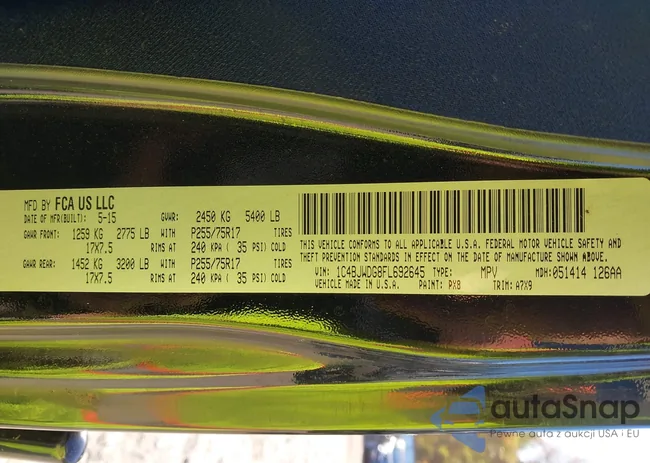 MFD BY FCA US LLC
DATE OF MFR(BUILT): 5-15 GVWR: 2450 KG 5400 LB
GAWR FRONT: 1259 KG 2775 LB WITH P255/75R17 TIRES
17X7.5 RIMS AT 240 KPA ( 35 PSI) COLD
GAWR REAR: 1452 KG 3200 LB WITH P255/75R17 TIRES
17X7.5 RIMS AT 240 KPA ( 35 PSI) COLD
THIS VEHICLE CONFORMS TO ALL APPLICABLE U.S.A. FEDERAL MOTOR VEHICLE SAFETY AND
THEFT PREVENTION STANDARDS IN EFFECT ON THE DATE OF MANUFACTURE SHOWN ABOVE.
VIN: 1C4BJWDG8FL692645 TYPE: MPV MDH: 051414 126AA
VEHICLE MADE IN U.S.A. PAINT: PX8 TRIM: A7X9
autaSnap
Pewne auta z aukcji USA i EU